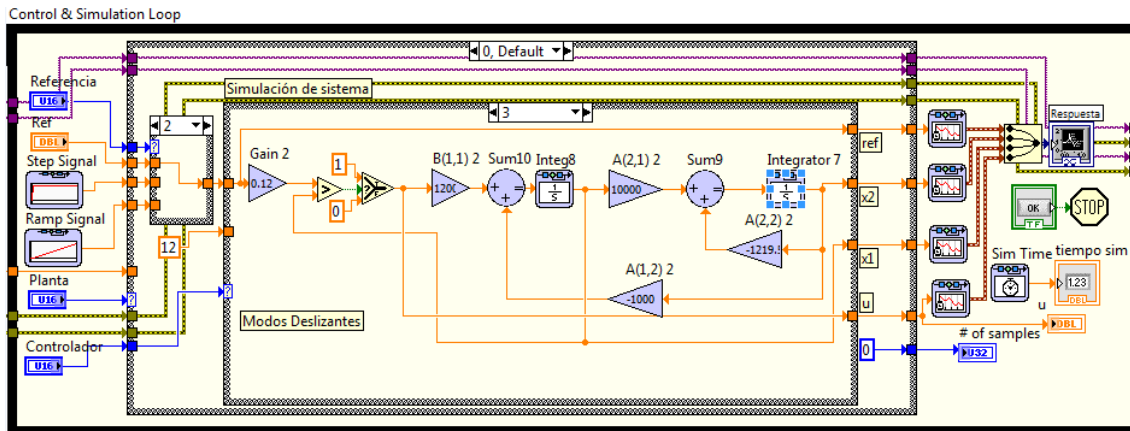 Control & Simulation Loop
0, Default
Referencia
U16
Simulación de sistema
2
3
Respuesta
Ref
DBL
ref
Step Signal
Gain 2
0.12
1
0
B(1,1) 2
Sum10
Integ8
A(2,1) 2
10000
Sum9
Integrator 7
x2
OK
TF
STOP
Ramp Signal
A(2,2) 2
12
A(1,2) 2
-1000
x1
Sim Time
tiempo sim
1.23
DBL
Planta
U16
u
u
DBL
Modos Deslizantes
Controlador
U16
0
# of samples
U32